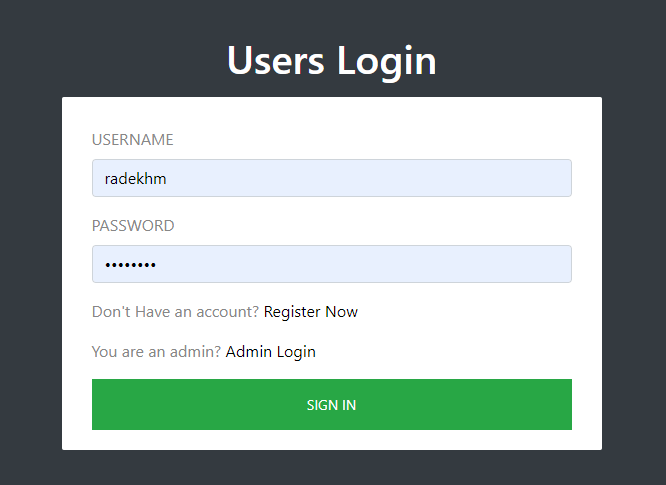 Users Login
USERNAME
radekhm
PASSWORD
••••••••
Don't Have an account? Register Now
You are an admin? Admin Login
SIGN IN